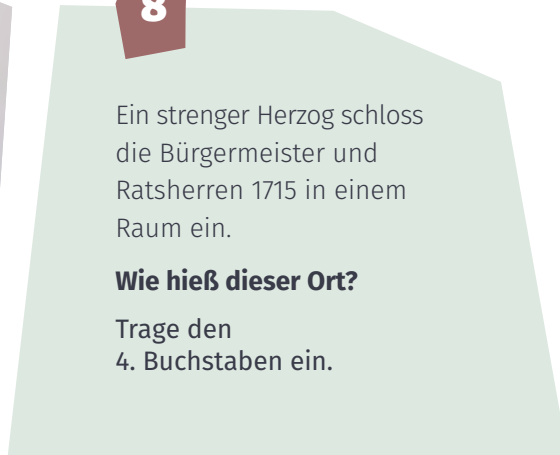 8
Ein strenger Herzog schloss
die Bürgermeister und
Ratsherren 1715 in einem
Raum ein.
Wie hieß dieser Ort?
Trage den
4. Buchstaben ein.